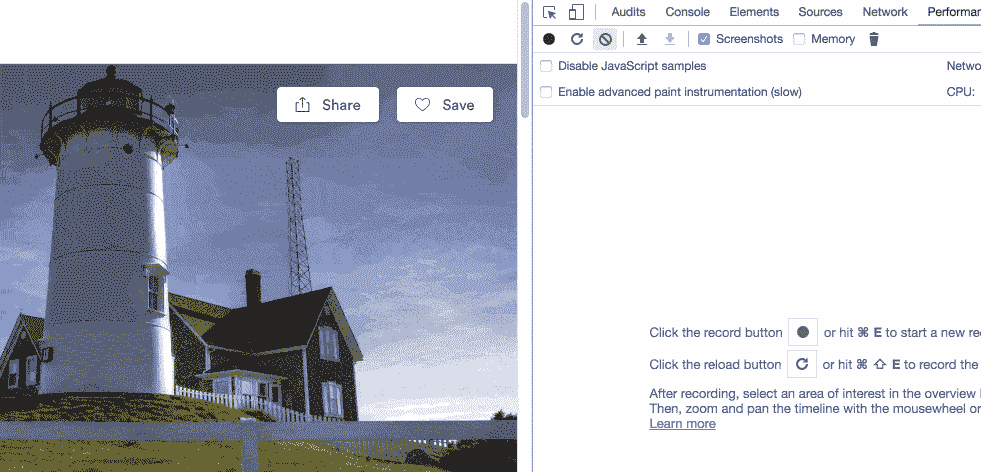 Share
Save
Audits Console Elements Sources Network Performan
Screenshots Memory
Disable JavaScript samples
Netwo
Enable advanced paint instrumentation (slow)
CPU:
Click the record button or hit ⌘ E to start a new re
Click the reload button or hit ⌘ ⇧ E to record the
After recording, select an area of interest in the overview
Then, zoom and pan the timeline with the mousewheel or
Learn more